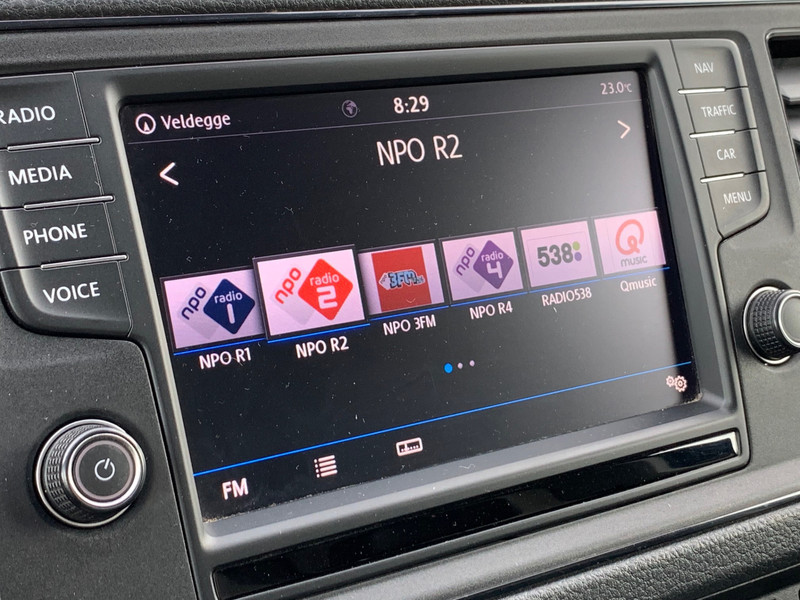 RADIO
MEDIA
PHONE
VOICE
NAV
TRAFFIC
CAR
MENU
Veldegge
8:29
23.0°C
NPO R2
npo radio 1
npo radio 2
3FM
npo radio 4
538
Q
music
NPO R1
NPO R2
NPO 3FM
NPO R4
RADIO538
Qmusic
FM